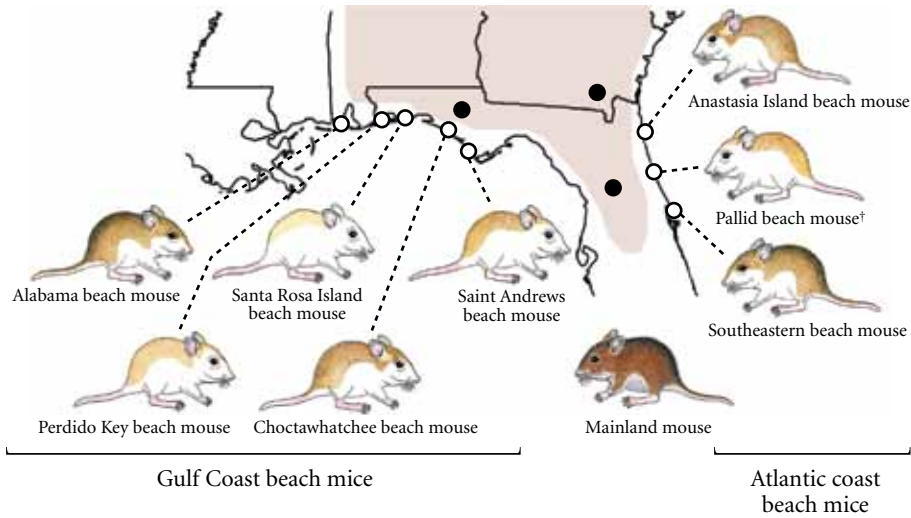 Anastasia Island beach mouse
Pallid beach mouse†
Southeastern beach mouse
Alabama beach mouse
Santa Rosa Island
beach mouse
Saint Andrews
beach mouse
Perdido Key beach mouse
Choctawhatchee beach mouse
Mainland mouse
Gulf Coast beach mice
Atlantic coast
beach mice